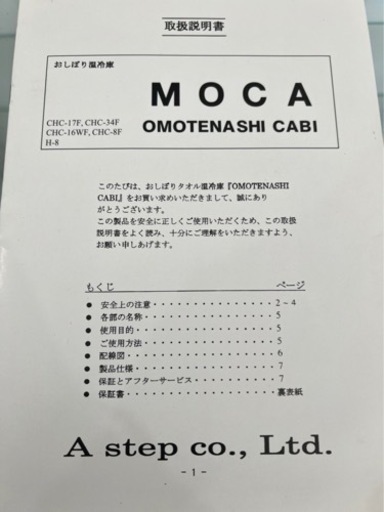 取扱説明書
おしぼり温冷庫
MOCA
OMOTENASHI CABI
CHC-17F, CHC-34F
CHC-16WF, CHC-8F
H-8
このたびは、おしぼりタオル温冷庫『OMOTENASHI
CABI』をお買い求めいただきまして、誠にあり
がとうございます。
この製品を安全に正しくご使用いただくため、この取扱
説明書をよく読み、十分にご理解をいただきますよう、
お願い申しあげます。
もくじ ページ
● 安全上の注意・・・・・・・・・・・・2~4
● 各部の名称・・・・・・・・・・・・・5
● 使用目的・・・・・・・・・・・・・・5
● ご使用方法・・・・・・・・・・・・・5
● 配線図・・・・・・・・・・・・・・・6
● 製品仕様・・・・・・・・・・・・・・7
● 保証とアフターサービス・・・・・・・7
● 保証書・・・・・・・・・・・・・・・裏表紙
A step co., Ltd.
- 1 -